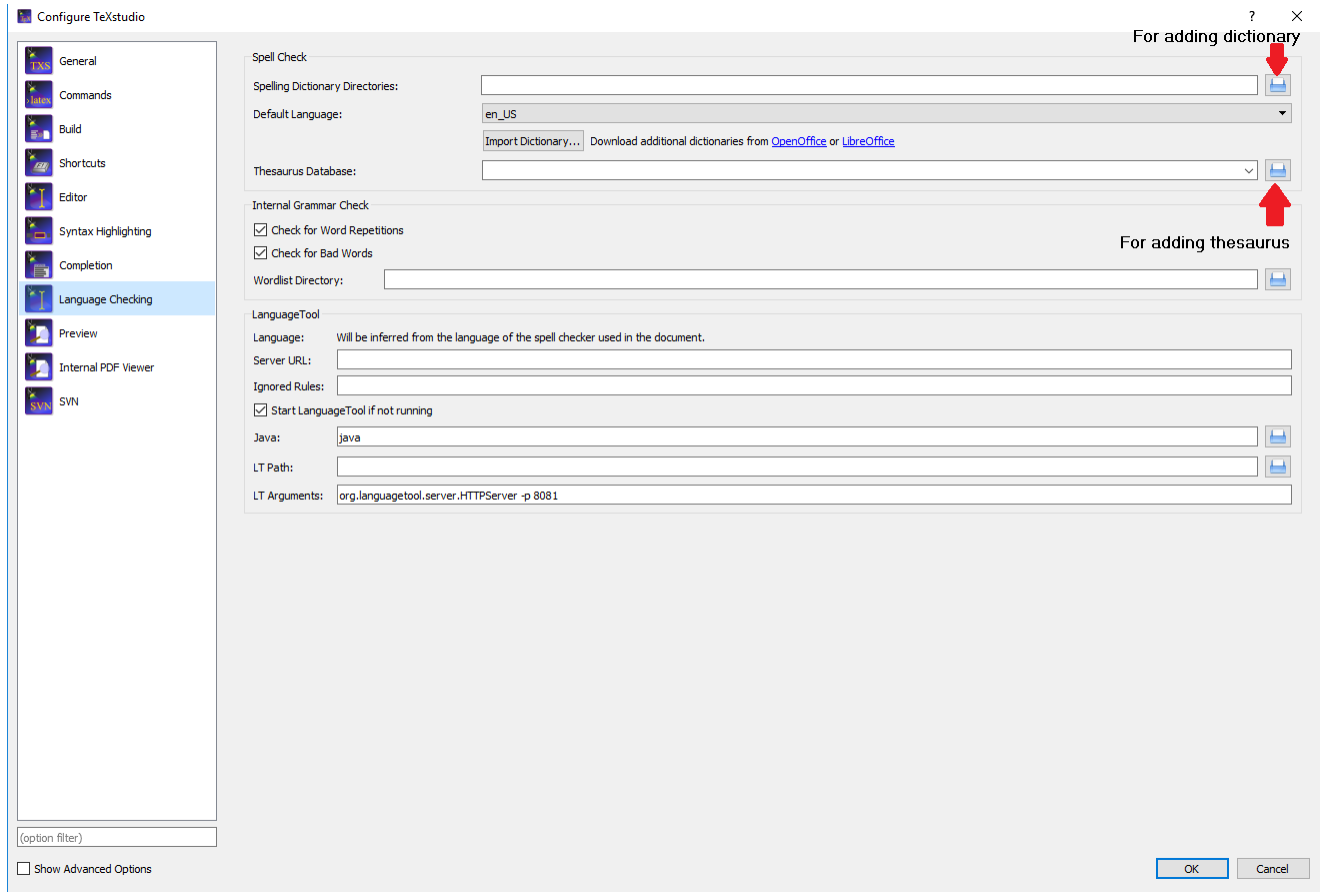 Configure TeXstudio
?
For adding dictionary
TXS General
latex Commands
Build
Shortcuts
Editor
Syntax Highlighting
Completion
Language Checking
Preview
Internal PDF Viewer
SVN SVN
(option filter)
Show Advanced Options
Spell Check
Spelling Dictionary Directories:
Default Language: en_US
Import Dictionary... Download additional dictionaries from OpenOffice or LibreOffice
Thesaurus Database:
For adding thesaurus
Internal Grammar Check
Check for Word Repetitions
Check for Bad Words
Wordlist Directory:
LanguageTool
Language: Will be inferred from the language of the spell checker used in the document.
Server URL:
Ignored Rules:
Start LanguageTool if not running
Java: java
LT Path:
LT Arguments: org.languagetool.server.HTTPServer -p 8081
OK Cancel